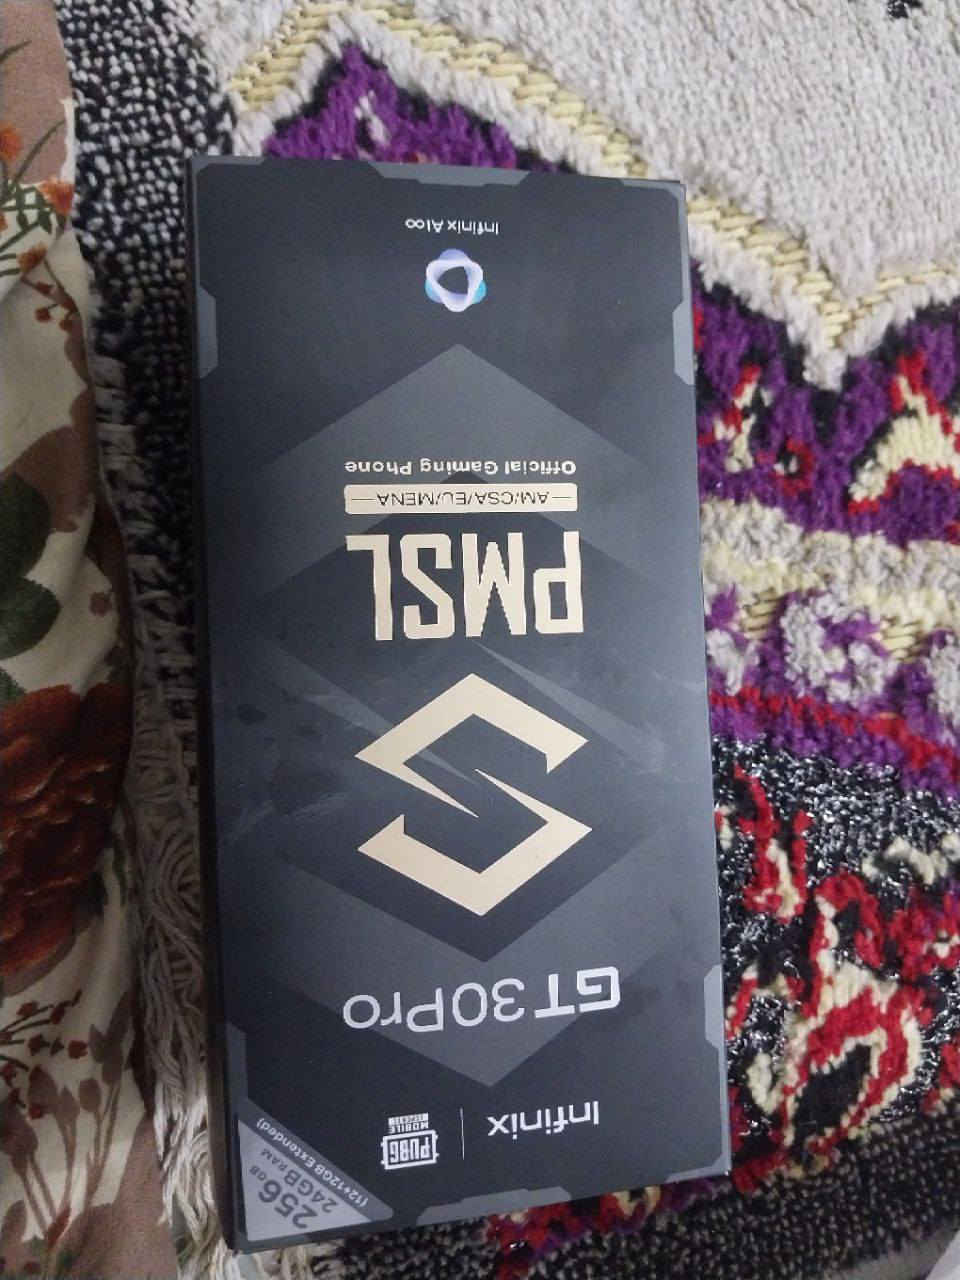 256GB
24GB RAM
(12+12GB Extended)
Infinix | PUBG
MOBILE
ESPORTS
GT 30 Pro
PMSL
AM/CSA/EU/MENA
Official Gaming Phone
Infinix AI∞